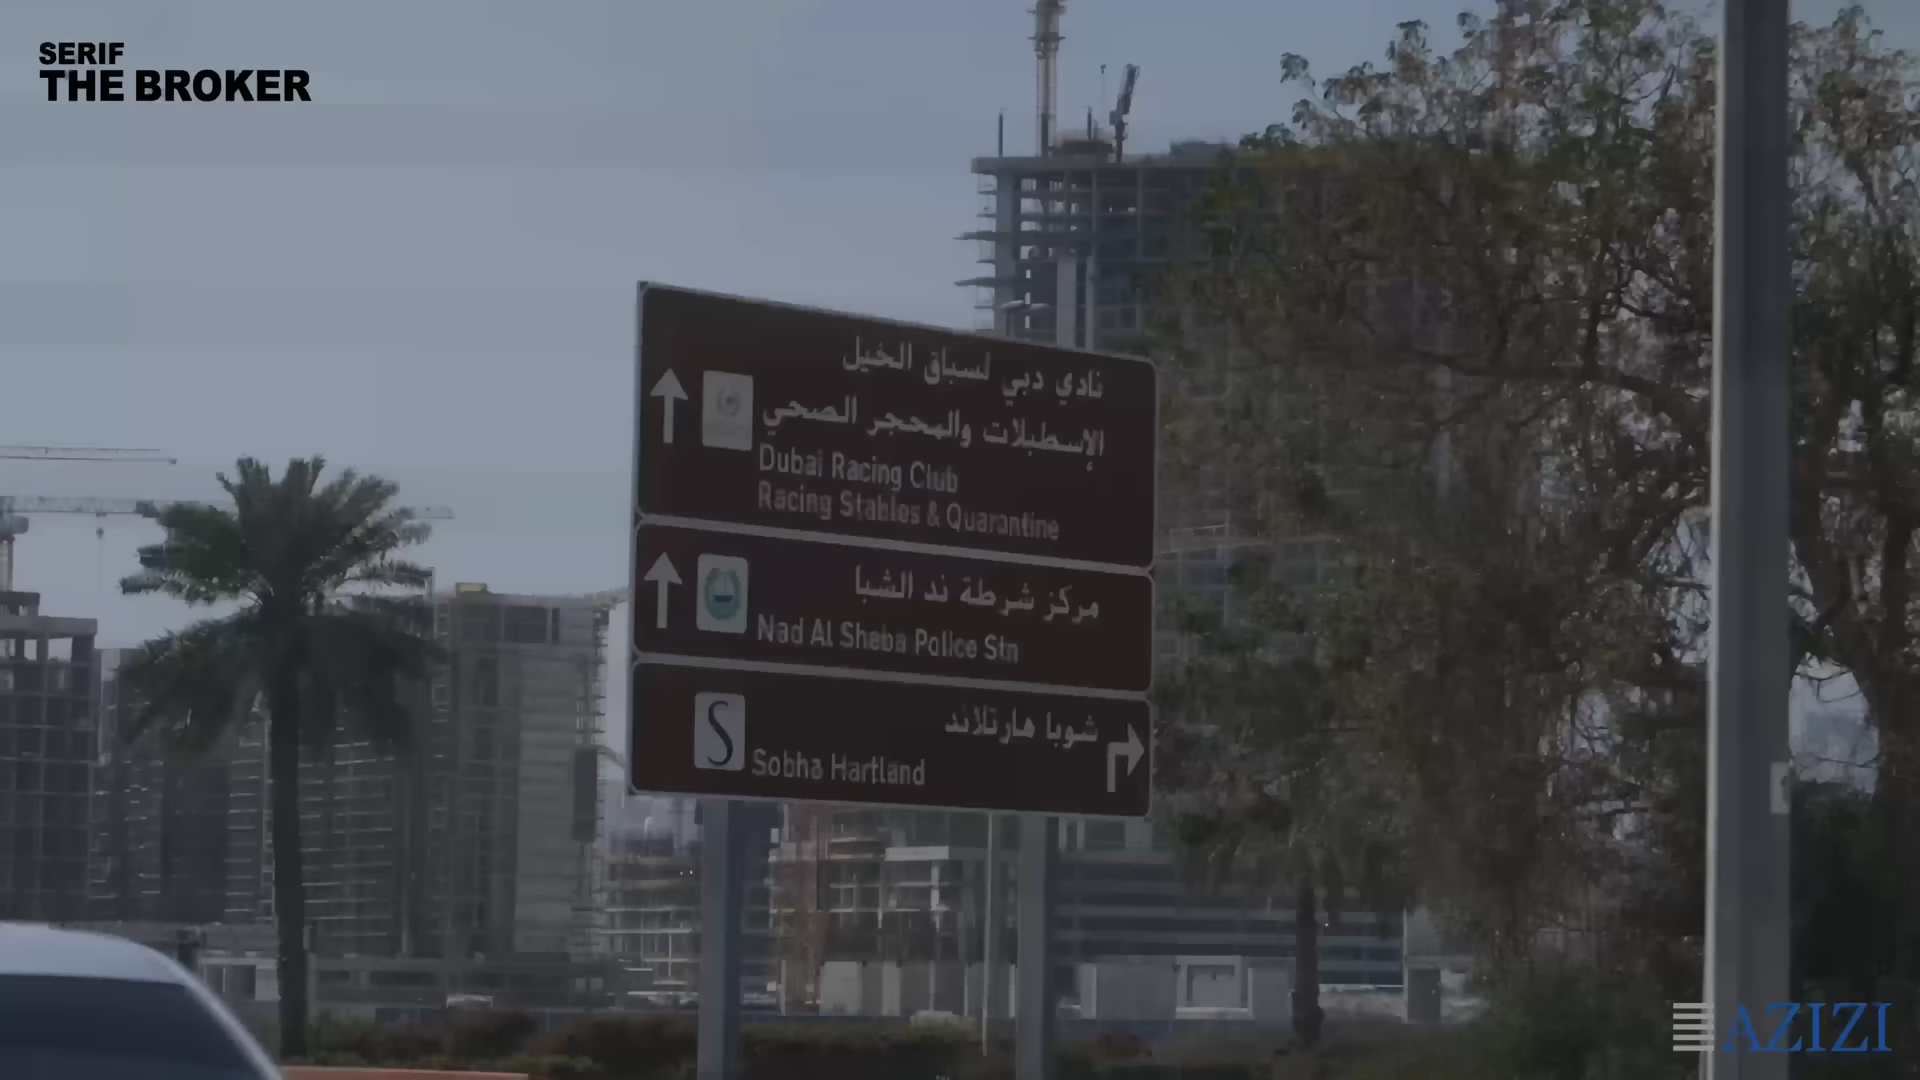 SERIF
THE BROKER
نادي دبي لسباق الخيل
الإسطبلات والمحجر الصحي
Dubai Racing Club
Racing Stables & Quarantine
مركز شرطة ند الشبا
Nad Al Sheba Police Stn
شوبا هارتلاند
S
Sobha Hartland
AZIZI